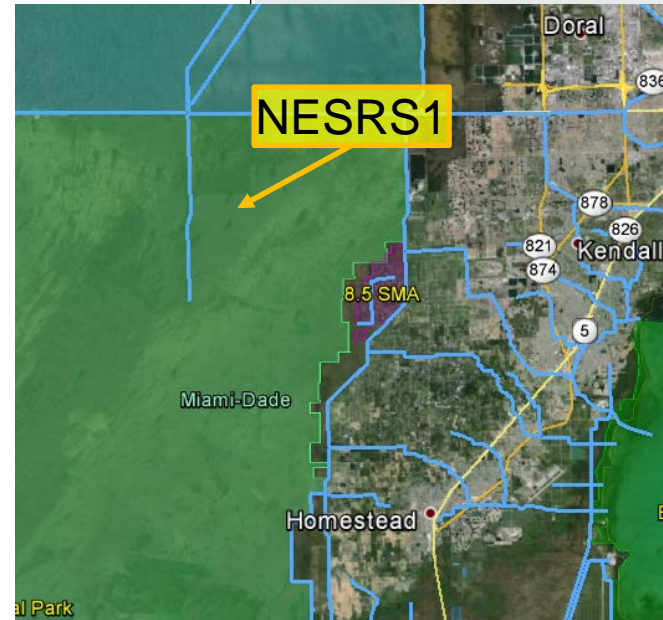 Doral
836
NESRS1
878
826
821
Kendall
874
8.5 SMA
5
Miami-Dade
Homestead
al Park